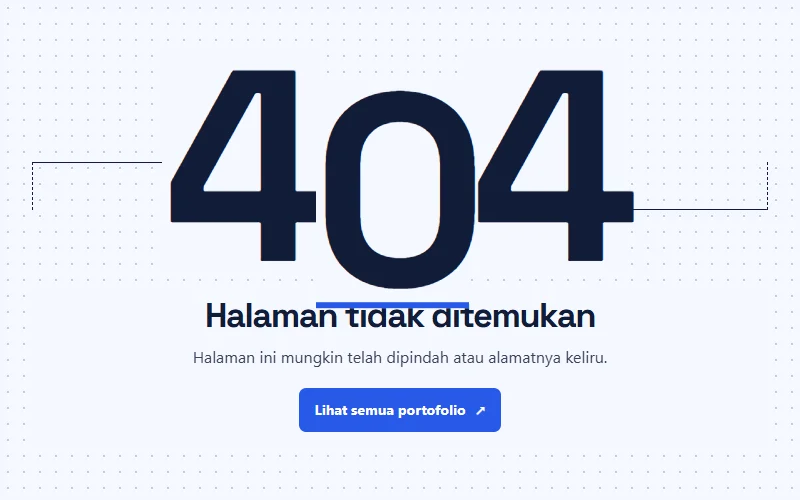 404
Halaman tidak ditemukan
Halaman ini mungkin telah dipindah atau alamatnya keliru.
Lihat semua portofolio ↗